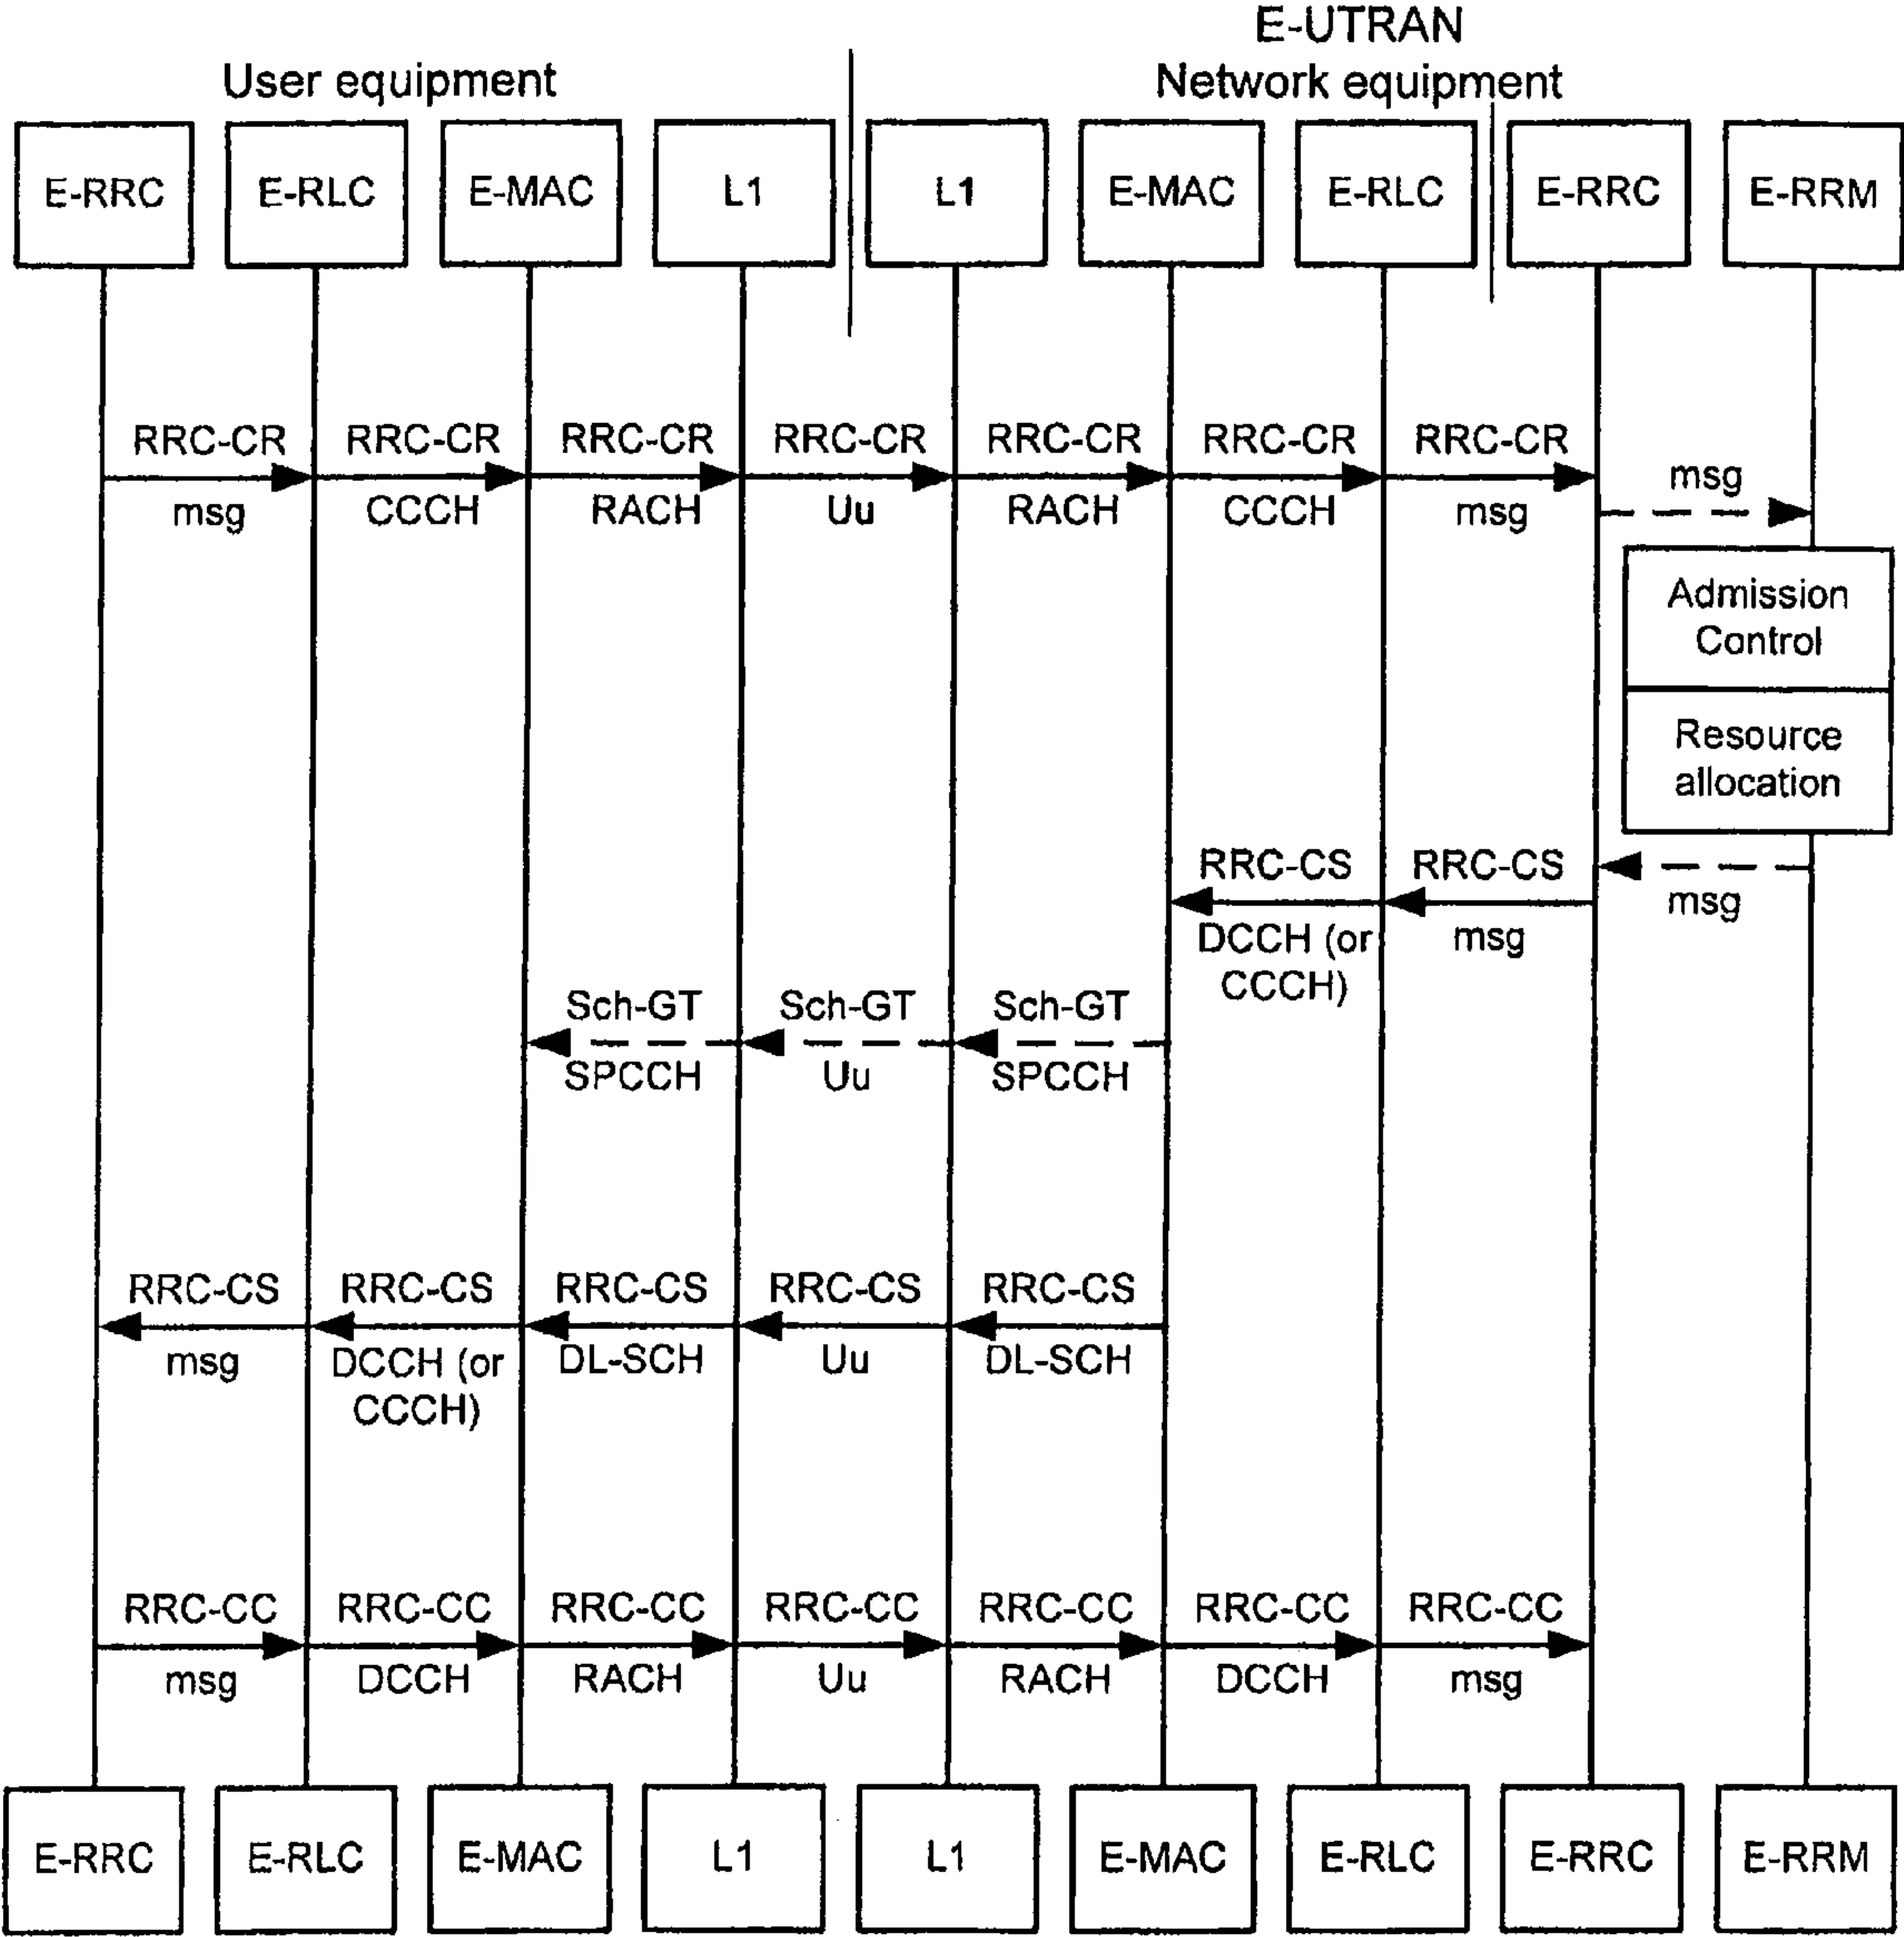 E-UTRAN
User equipment
Network equipment
E-RRC E-RLC E-MAC L1 L1 E-MAC E-RLC E-RRC E-RRM
RRC-CR RRC-CR RRC-CR RRC-CR RRC-CR RRC-CR RRC-CR
msg
msg CCCH RACH Uu RACH CCCH msg
Admission
Control
Resource
allocation
RRC-CS RRC-CS
msg
DCCH (or msg
CCCH)
Sch-GT Sch-GT Sch-GT
SPCCH Uu SPCCH
RRC-CS RRC-CS RRC-CS RRC-CS RRC-CS
msg DCCH (or DL-SCH Uu DL-SCH
CCCH)
RRC-CC RRC-CC RRC-CC RRC-CC RRC-CC RRC-CC RRC-CC
msg DCCH RACH Uu RACH DCCH msg
E-RRC E-RLC E-MAC L1 L1 E-MAC E-RLC E-RRC E-RRM